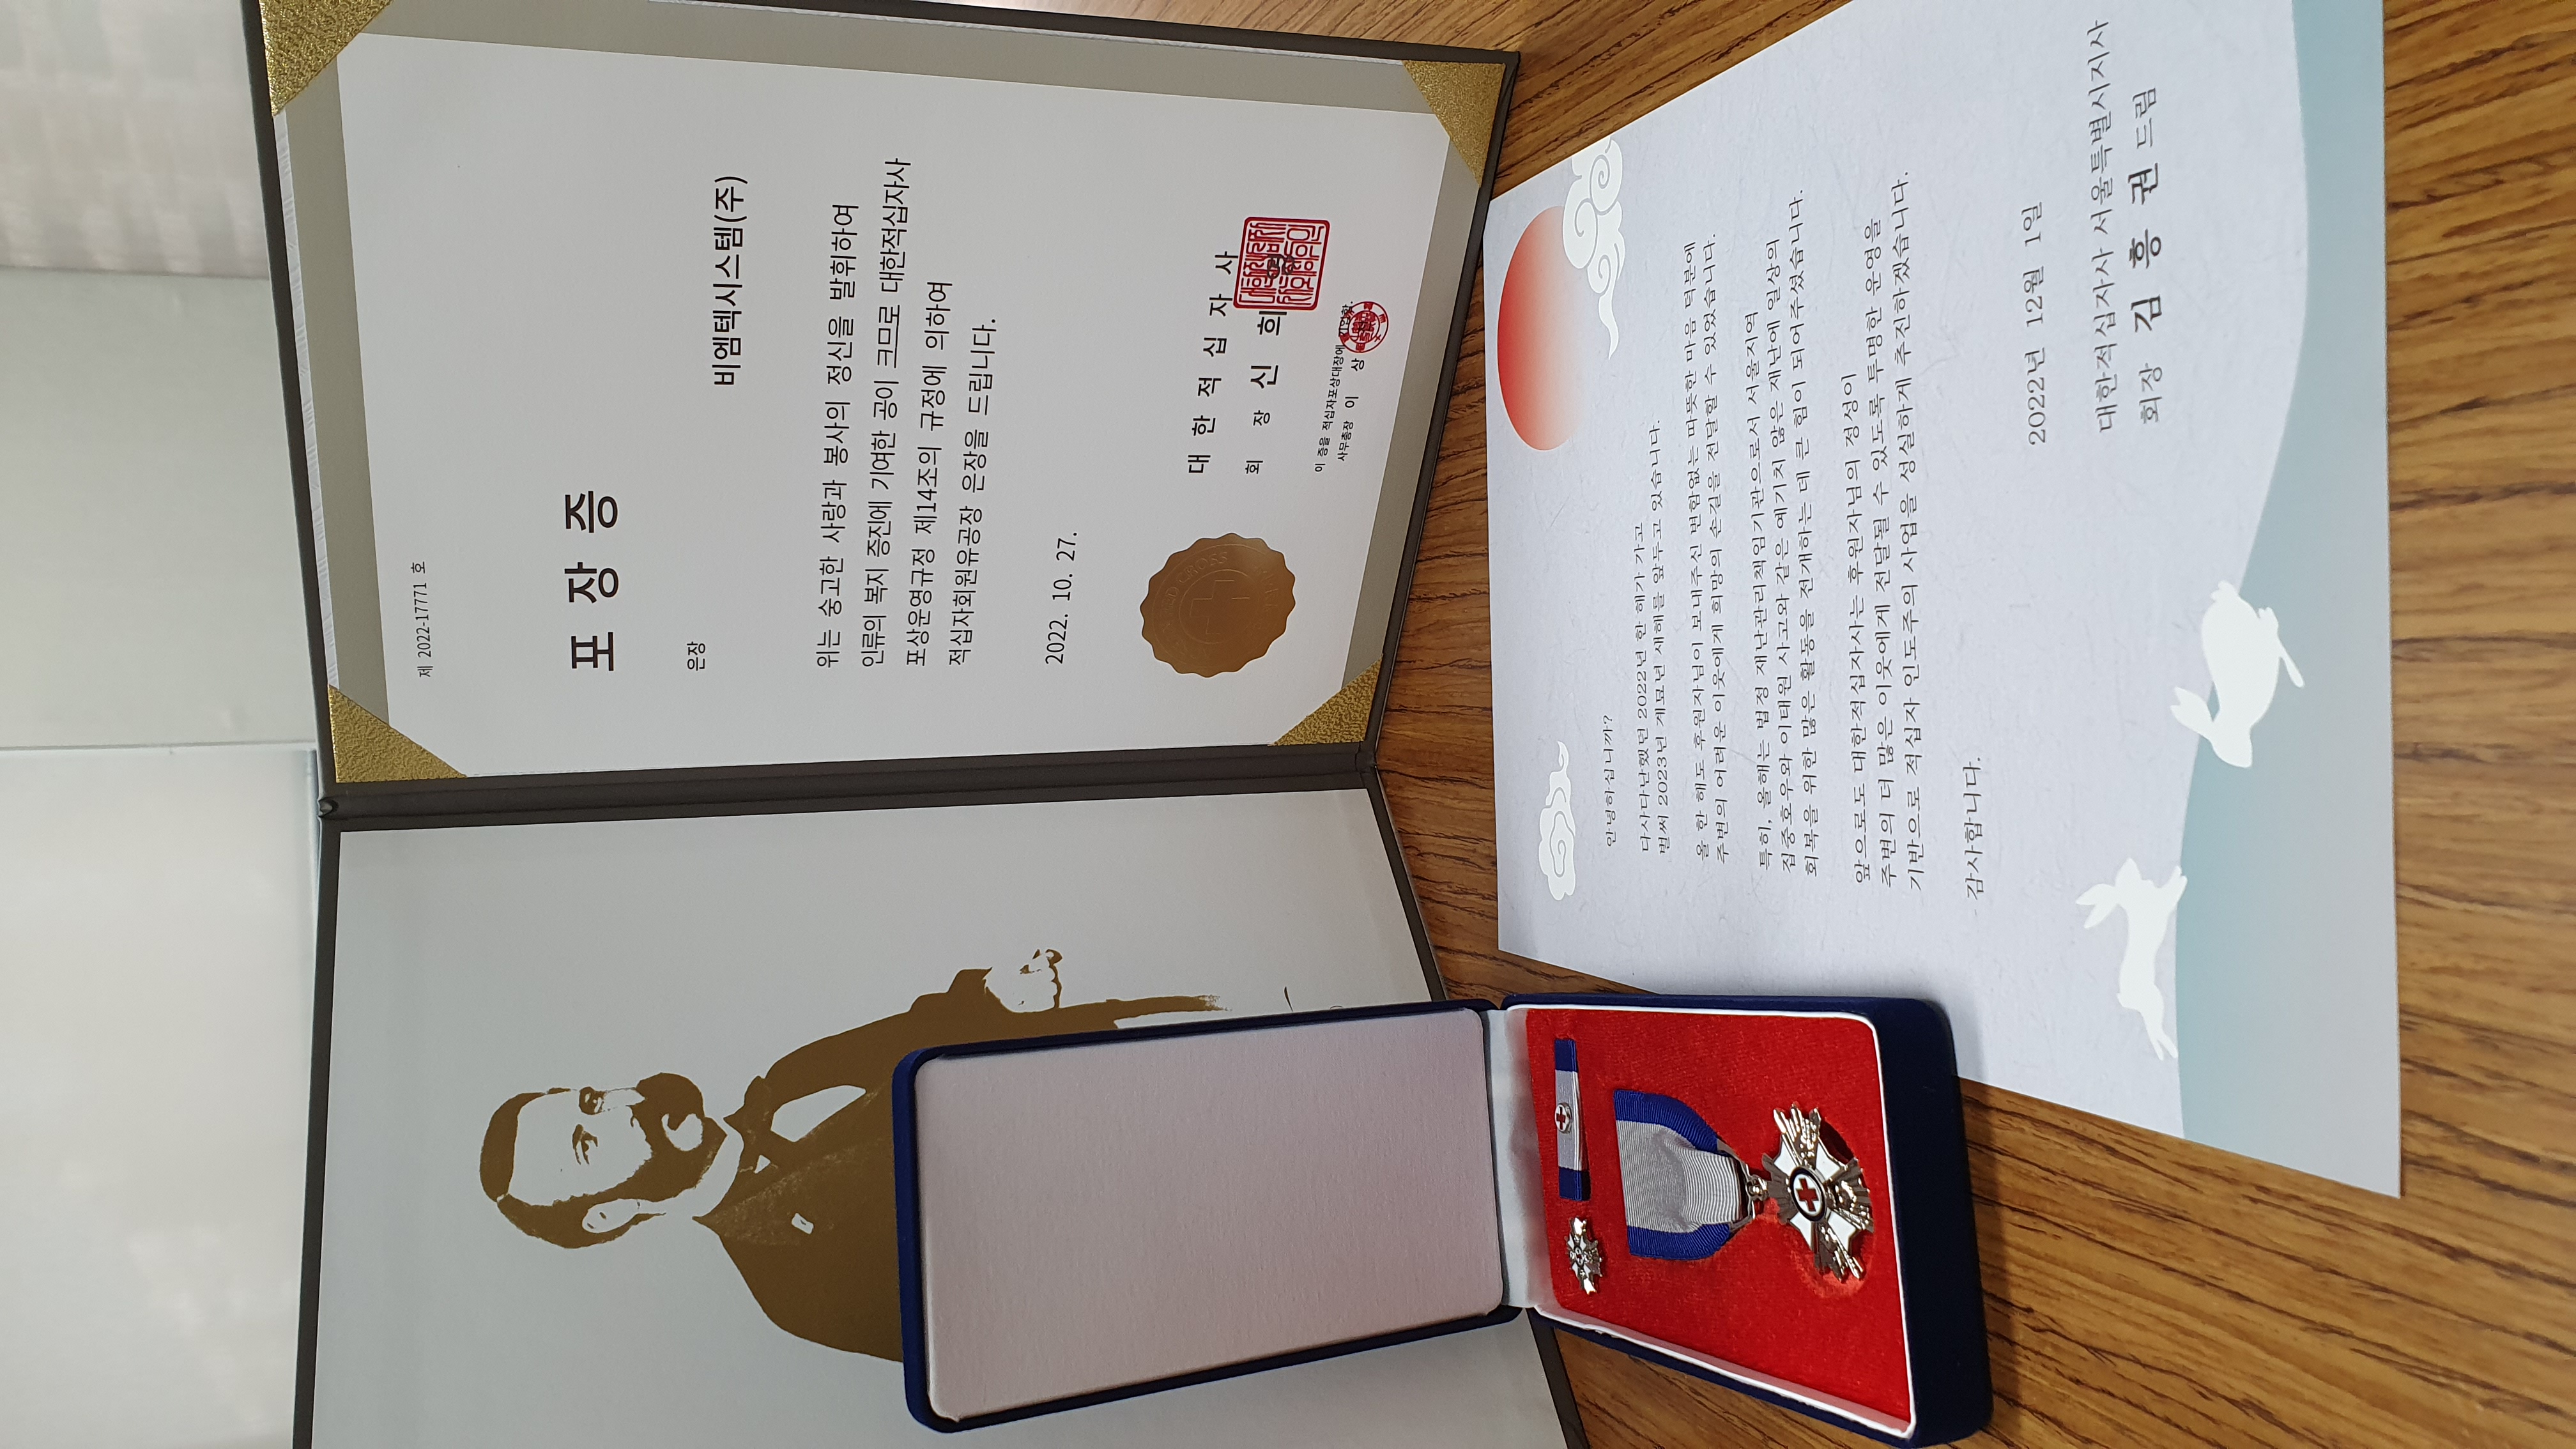 제 2022-17771 호
포 장 증
은장
비엠텍시스템(주)
위는 숭고한 사랑과 봉사의 정신을 발휘하여
인류의 복지 증진에 기여한 공이 크므로 대한적십자사
포상운영규정 제14조의 규정에 의하여
적십자회원유공장 은장을 드립니다.
2022. 10. 27.
대 한 적 십 자 사
회 장 신 희
이 증을 적십자포상대장에
사무총장 이 상
안녕하십니까?
다사다난했던 2022년 한 해가 가고
벌써 2023년 계묘년 새해를 앞두고 있습니다.
올 한 해도 후원자님이 보내주신 변함없는 따뜻한 마음 덕분에
주변의 어려운 이웃에게 희망의 손길을 전달할 수 있었습니다.
특히, 올해는 법정 재난관리책임기관으로서 서울지역
집중호우와 이태원 사고와 같은 예기치 않은 재난에 일상의
회복을 위한 많은 활동을 전개하는 데 큰 힘이 되어주셨습니다.
앞으로도 대한적십자사는 후원자님의 정성이
주변의 더 많은 이웃에게 전달될 수 있도록 투명한 운영을
기반으로 적십자 인도주의 사업을 성실하게 추진하겠습니다.
감사합니다.
2022년 12월 1일
대한적십자사 서울특별시지사
회장 김 흥 권 드림